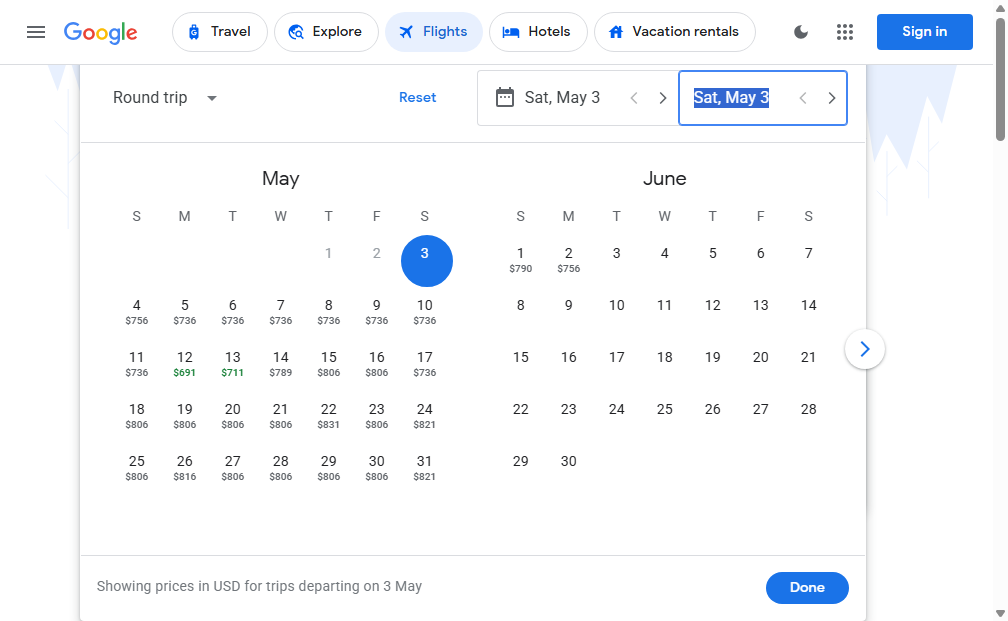 Google Travel Explore Flights Hotels Vacation rentals Sign in
Round trip Reset Sat, May 3 Sat, May 3
May June
S M T W T F S S M T W T F S
1 2 3 1 2 3 4 5 6 7
$790 $756
4 5 6 7 8 9 10 8 9 10 11 12 13 14
$756 $736 $736 $736 $736 $736 $736
11 12 13 14 15 16 17 15 16 17 18 19 20 21
$736 $691 $711 $789 $806 $806 $736
18 19 20 21 22 23 24 22 23 24 25 26 27 28
$806 $806 $806 $806 $831 $806 $821
25 26 27 28 29 30 31 29 30
$806 $816 $806 $806 $806 $806 $821
Showing prices in USD for trips departing on 3 May Done